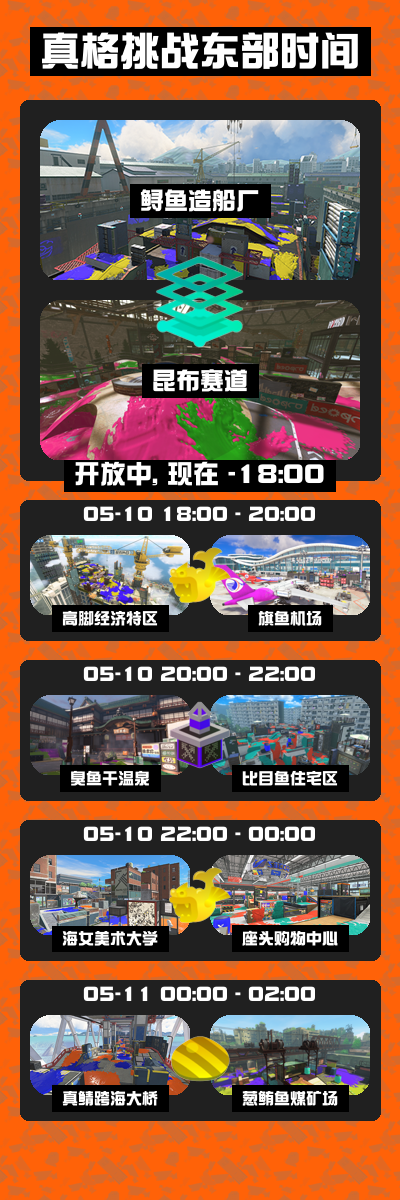 真格挑战东部时间
鲟鱼造船厂
昆布赛道
开放中, 现在 -18:00
05-10 18:00 - 20:00
高脚经济特区
旗鱼机场
05-10 20:00 - 22:00
臭鱼干温泉
比目鱼住宅区
05-10 22:00 - 00:00
海女美术大学
座头购物中心
05-11 00:00 - 02:00
真鲭跨海大桥
葱鲔鱼煤矿场